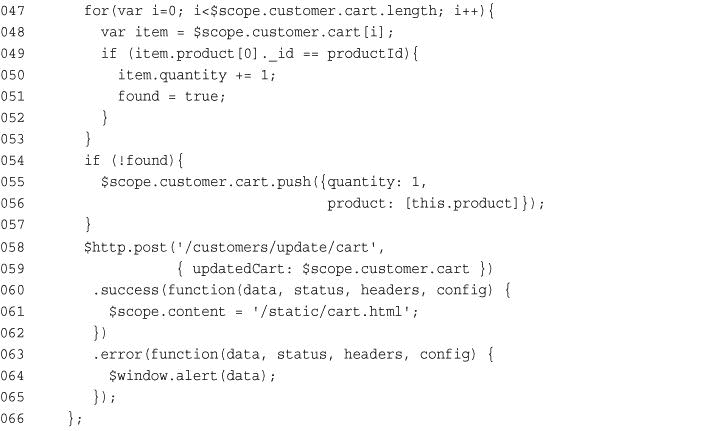 047       for(var i=0; i<$scope.customer.cart.length; i++){
048         var item = $scope.customer.cart[i];
049         if (item.product[0]._id == productId){
050           item.quantity += 1;
051           found = true;
052         }
053       }
054       if (!found){
055         $scope.customer.cart.push({quantity: 1,
056                                    product: [this.product]});
057       }
058       $http.post('/customers/update/cart',
059                  { updatedCart: $scope.customer.cart })
060        .success(function(data, status, headers, config) {
061          $scope.content = '/static/cart.html';
062        })
063        .error(function(data, status, headers, config) {
064          $window.alert(data);
065        });
066     };